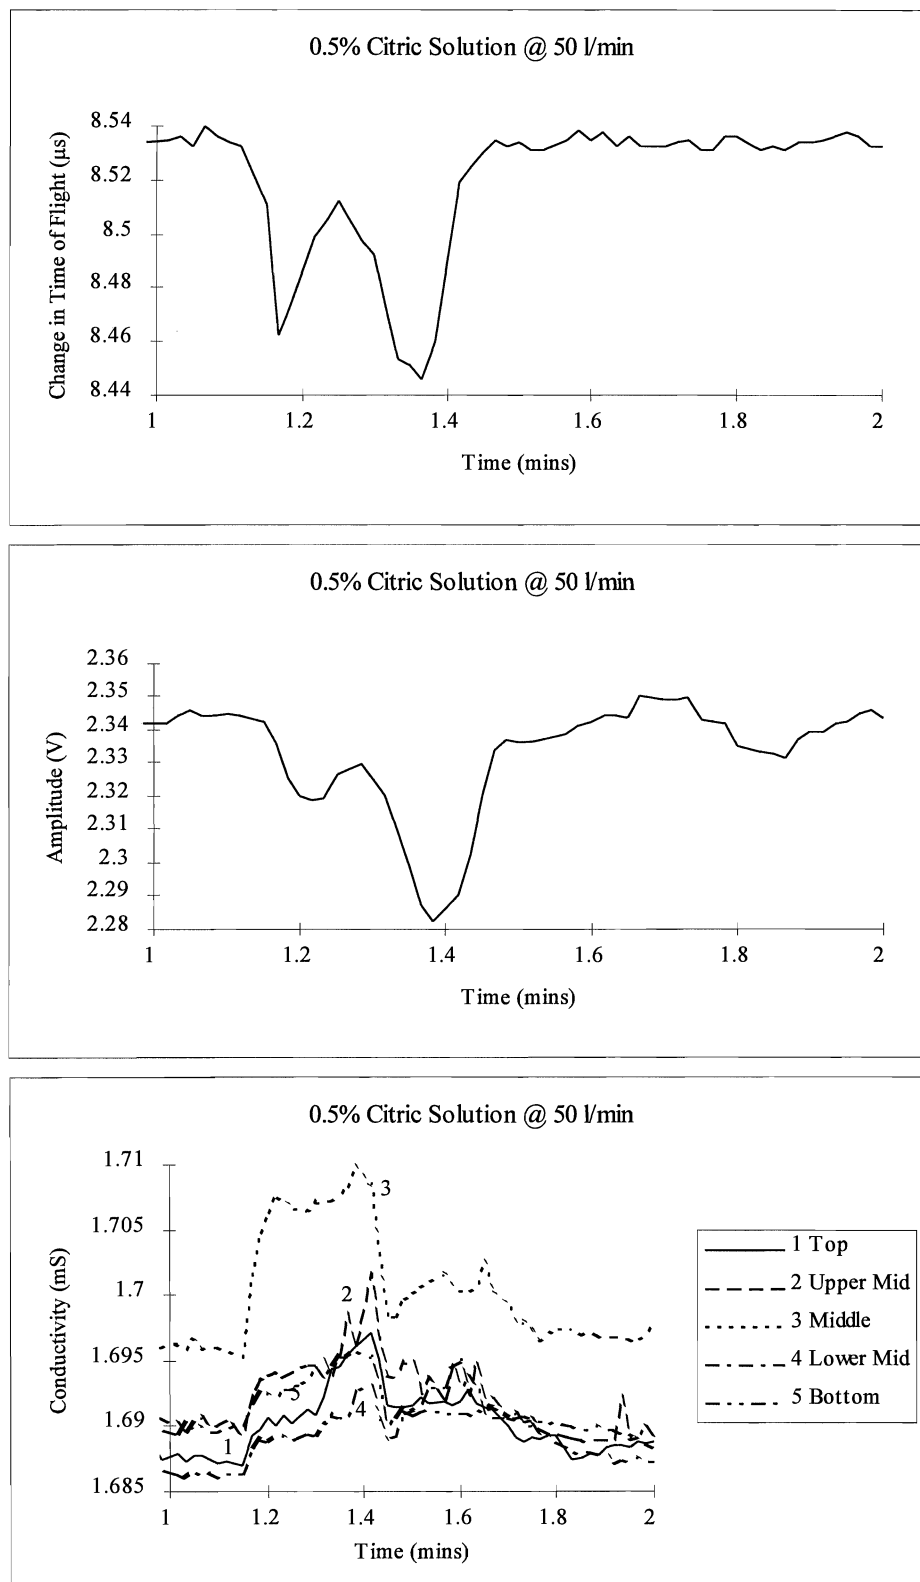 0.5% Citric Solution @ 50 l/min
Change in Time of Flight (μs)
8.54
8.52
8.5
8.48
8.46
8.44
1 1.2 1.4 1.6 1.8 2
Time (mins)
0.5% Citric Solution @ 50 l/min
Amplitude (V)
2.36
2.35
2.34
2.33
2.32
2.31
2.3
2.29
2.28
1 1.2 1.4 1.6 1.8 2
Time (mins)
0.5% Citric Solution @ 50 l/min
Conductivity (mS)
1.71
1.705
1.7
1.695
1.69
1.685
3
2
5
4
1
1 1.2 1.4 1.6 1.8 2
Time (mins)
1 Top
2 Upper Mid
3 Middle
4 Lower Mid
5 Bottom